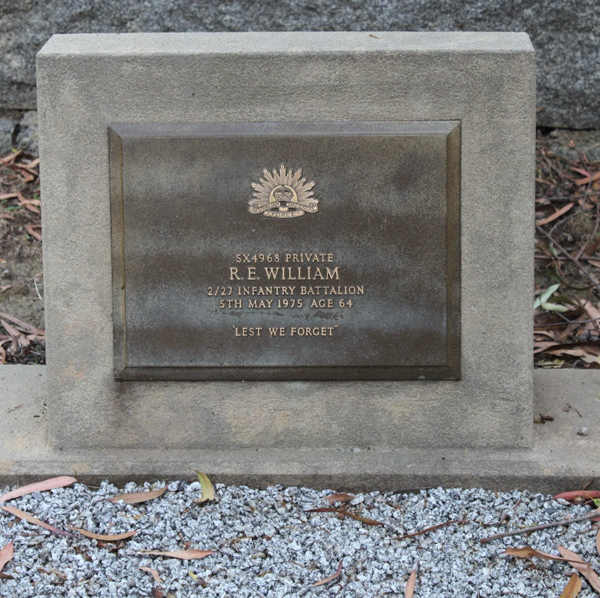 SX4968 PRIVATE
R. E. WILLIAM
2/27 INFANTRY BATTALION
5TH MAY 1975 AGE 64
"LEST WE FORGET"